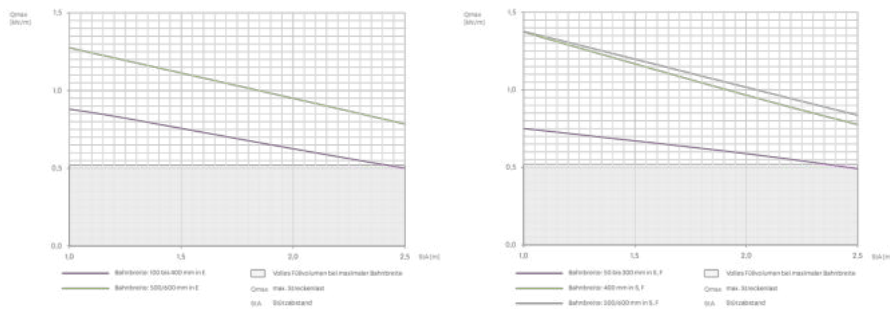 Qmax
[kN/m]
1,5
1,0
0,5
0,0
1,0
1,5
2,0
2,5
StA [m]
Bahnbreite: 100 bis 400 mm in E
Volles Füllvolumen bei maximaler Bahnbreite
Bahnbreite: 500/600 mm in E
Qmax max. Streckenlast
StA Stützabstand
Qmax
[kN/m]
1,5
1,0
0,5
0,0
1,0
1,5
2,0
2,5
StA [m
Bahnbreite: 50 bis 300 mm in S, F
Volles Füllvolumen bei maximaler Bahnbreite
Bahnbreite: 400 mm in S, F
Qmax max. Streckenlast
Bahnbreite: 500/600 mm in S, F
StA Stützabstand